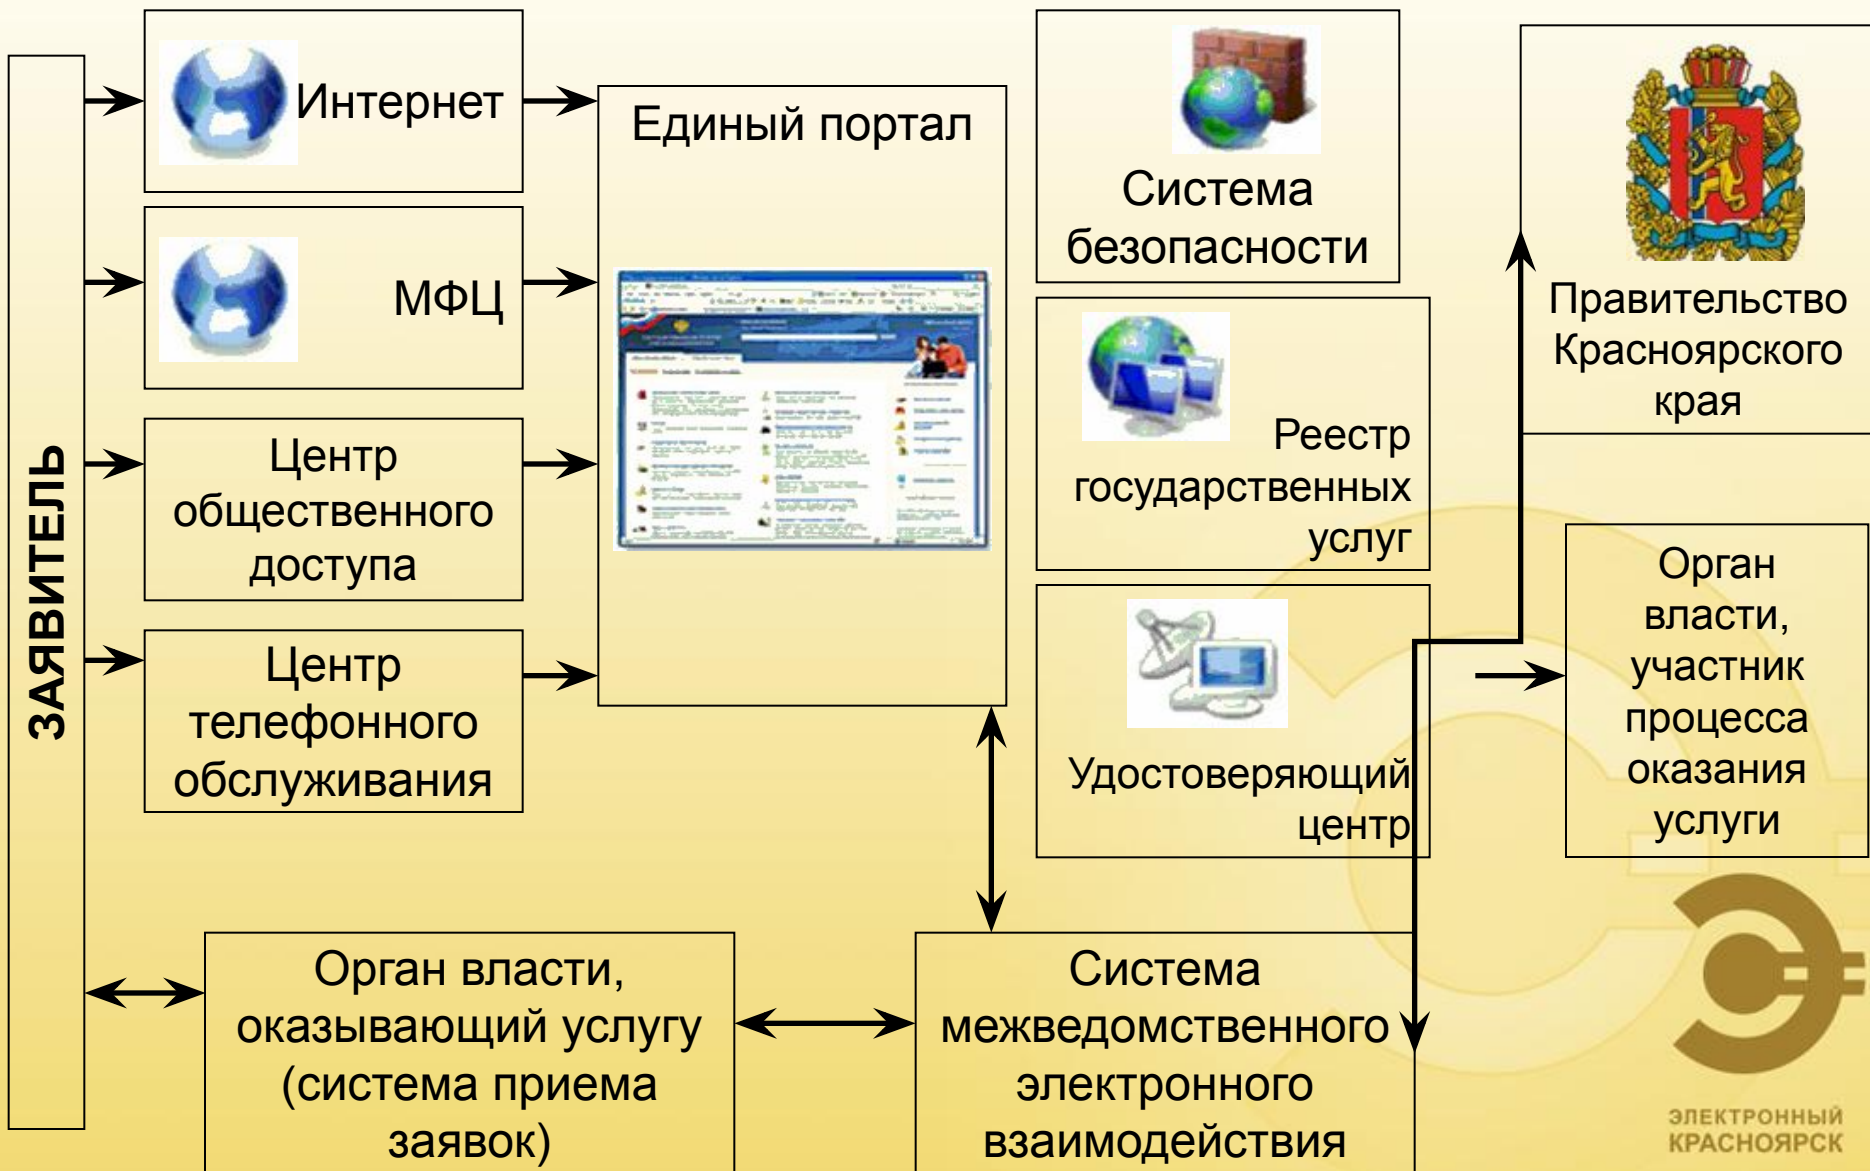 ЗАЯВИТЕЛЬ
Интернет
МФЦ
Центр
общественного
доступа
Центр
телефонного
обслуживания
Единый портал
Система
безопасности
Реестр
государственных
услуг
Удостоверяющий
центр
Правительство
Красноярского
края
Орган
власти,
участник
процесса
оказания
услуги
Орган власти,
оказывающий услугу
(система приема
заявок)
Система
межведомственного
электронного
взаимодействия
ЭЛЕКТРОННЫЙ
КРАСНОЯРСК